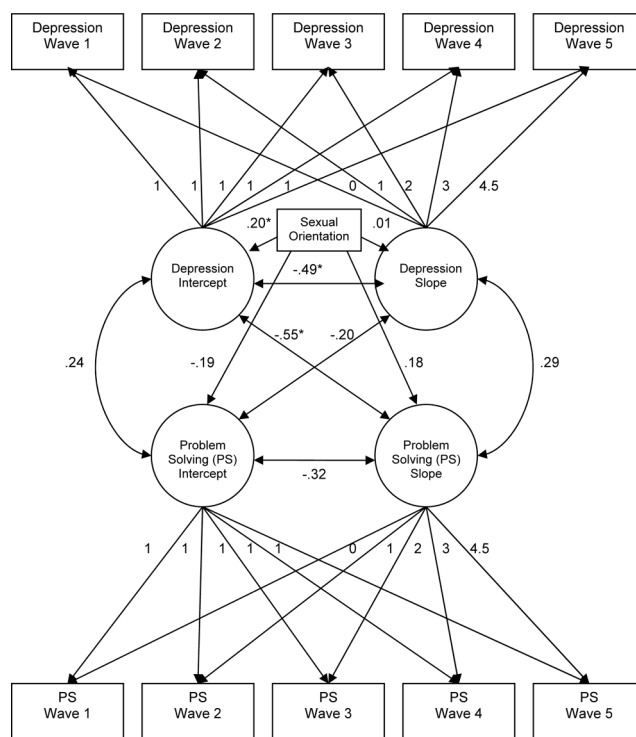 Depression Depression Depression Depression Depression
Wave 1 Wave 2 Wave 3 Wave 4 Wave 5
1 1 1 1 1 0 1 2 3 4.5
Sexual
Orientation
.20* .01
Depression
Intercept
-.49*
Depression
Slope
-.55* -.20
.24 -.19 .18 .29
Problem
Solving (PS)
Intercept
-.32
Problem
Solving (PS)
Slope
1 1 1 1 1 0 1 2 3 4.5
PS PS PS PS PS
Wave 1 Wave 2 Wave 3 Wave 4 Wave 5